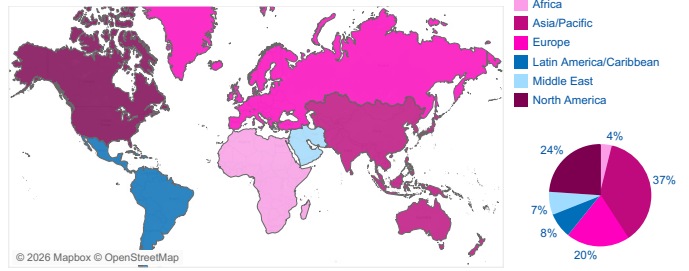 Africa
Asia/Pacific
Europe
Latin America/Caribbean
Middle East
North America
4%
24%
37%
7%
8%
20%
© 2026 Mapbox © OpenStreetMap